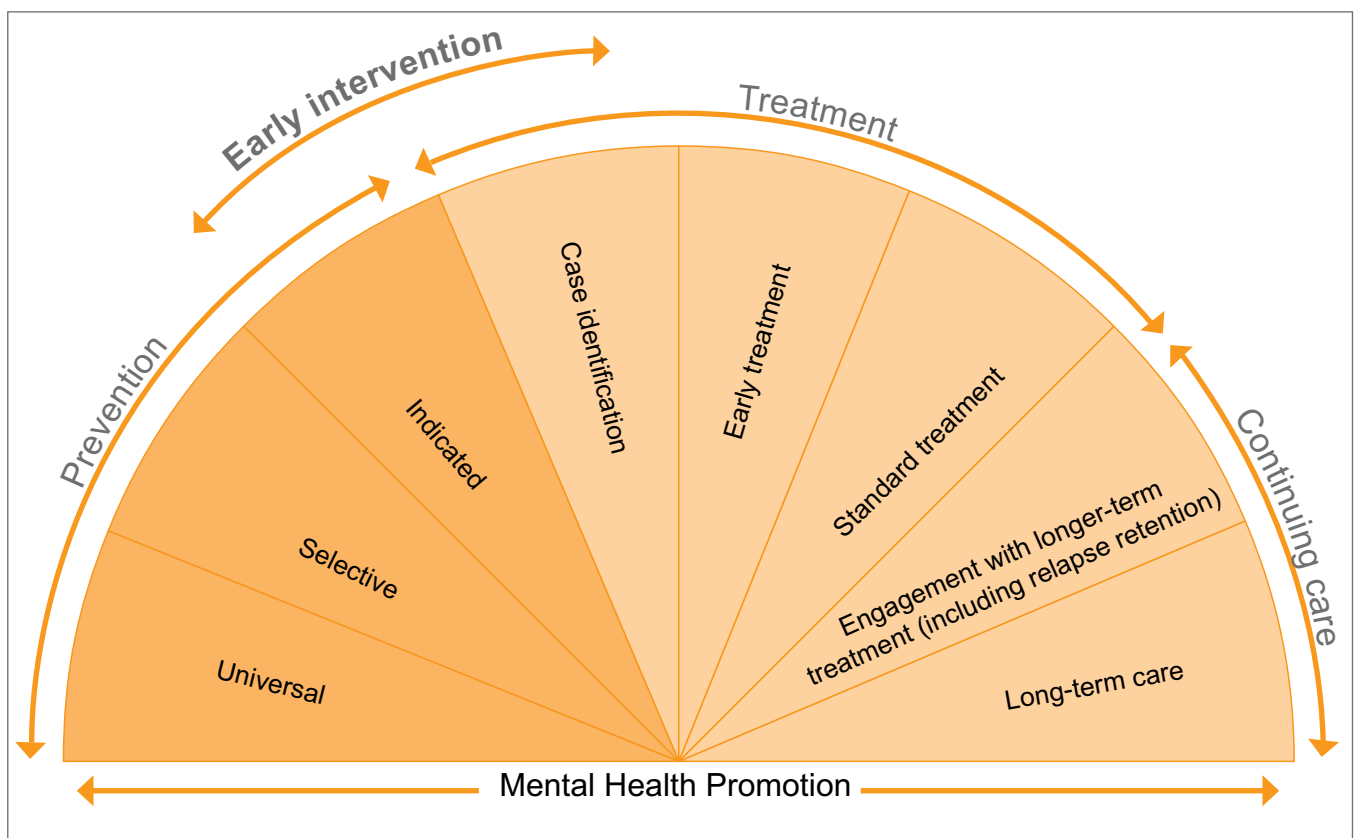 Early intervention
Treatment
Prevention
Continuing care
Universal
Selective
Indicated
Case identification
Early treatment
Standard treatment
Engagement with longer-term
treatment (including relapse retention)
Long-term care
Mental Health Promotion